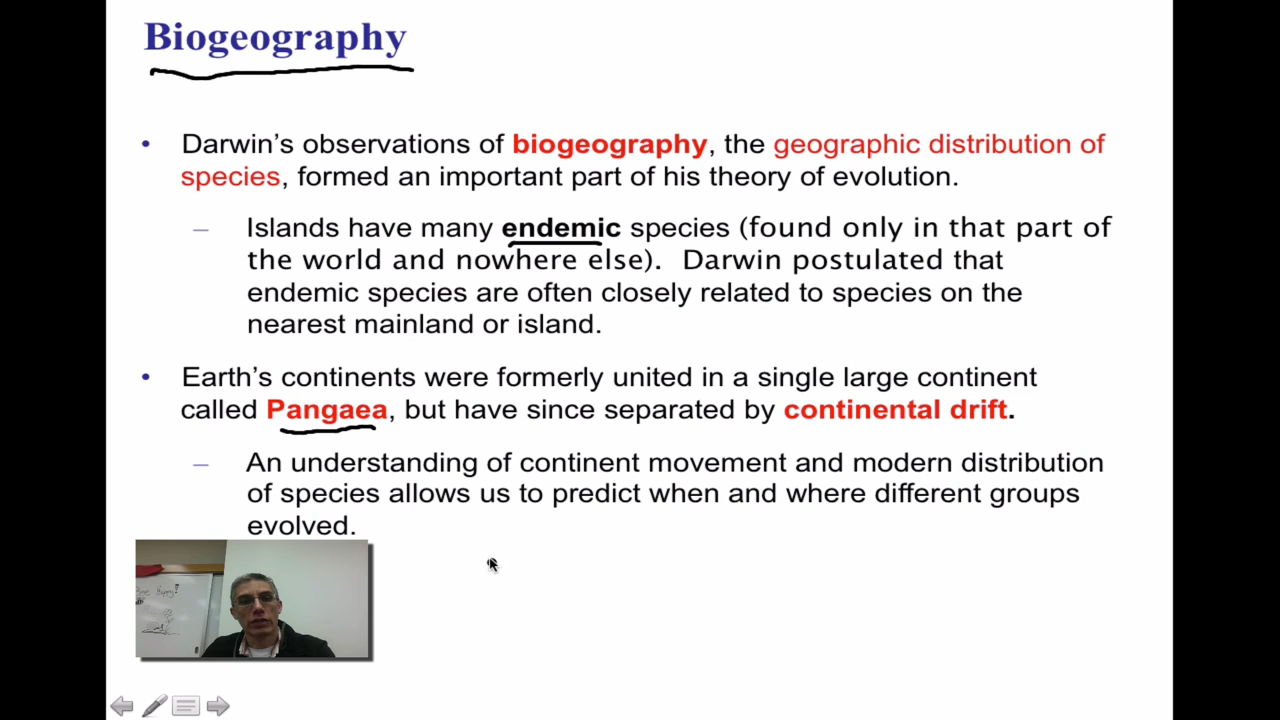 Biogeography
• Darwin’s observations of biogeography, the geographic distribution of
species, formed an important part of his theory of evolution.
– Islands have many endemic species (found only in that part of
the world and nowhere else). Darwin postulated that
endemic species are often closely related to species on the
nearest mainland or island.
• Earth’s continents were formerly united in a single large continent
called Pangaea, but have since separated by continental drift.
– An understanding of continent movement and modern distribution
of species allows us to predict when and where different groups
evolved.